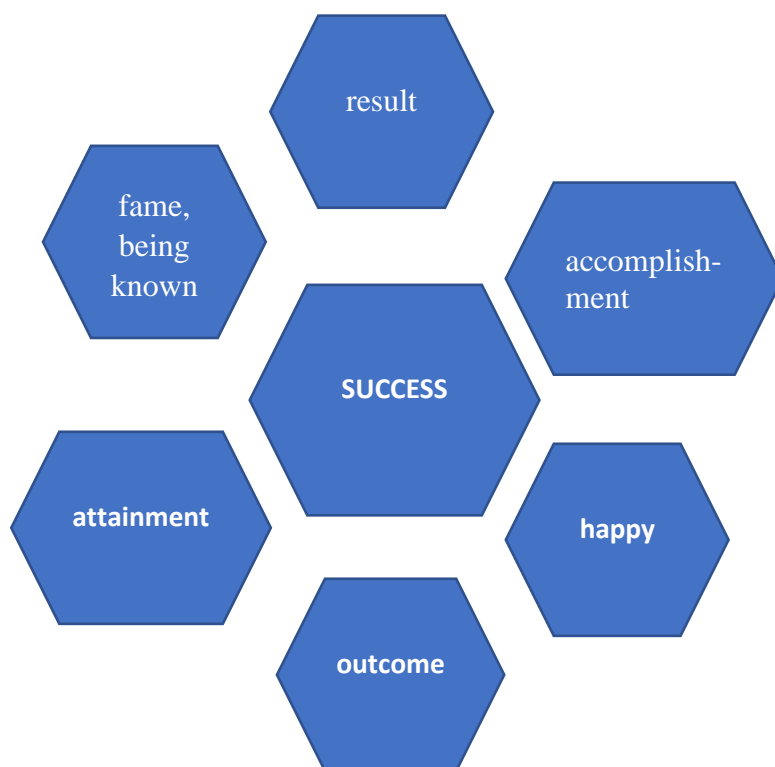 result
fame,
being
known
accomplish-
ment
SUCCESS
attainment
happy
outcome